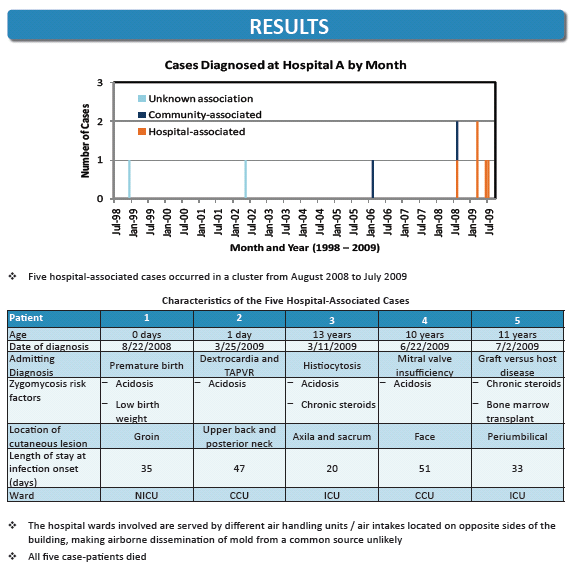 RESULTS
Cases Diagnosed at Hospital A by Month
Number of Cases
3
2
1
0
Unknown association
Community-associated
Hospital-associated
Jul-98 Jan-99 Jul-99 Jan-00 Jul-00 Jan-01 Jul-01 Jan-02 Jul-02 Jan-03 Jul-03 Jan-04 Jul-04 Jan-05 Jul-05 Jan-06 Jul-06 Jan-07 Jul-07 Jan-08 Jul-08 Jan-09 Jul-09
Month and Year (1998 – 2009)
❖ Five hospital-associated cases occurred in a cluster from August 2008 to July 2009
Characteristics of the Five Hospital-Associated Cases
Patient 1 2 3 4 5
Age 0 days 1 day 13 years 10 years 11 years
Date of diagnosis 8/22/2008 3/25/2009 3/11/2009 6/22/2009 7/2/2009
Admitting Diagnosis Premature birth Dextrocardia and TAPVR Histiocytosis Mitral valve insufficiency Graft versus host disease
Zygomycosis risk factors – Acidosis – Low birth weight – Acidosis – Acidosis – Chronic steroids – Acidosis – Chronic steroids – Bone marrow transplant
Location of cutaneous lesion Groin Upper back and posterior neck Axila and sacrum Face Periumbilical
Length of stay at infection onset (days) 35 47 20 51 33
Ward NICU CCU ICU CCU ICU
❖ The hospital wards involved are served by different air handling units / air intakes located on opposite sides of the
building, making airborne dissemination of mold from a common source unlikely
❖ All five case-patients died